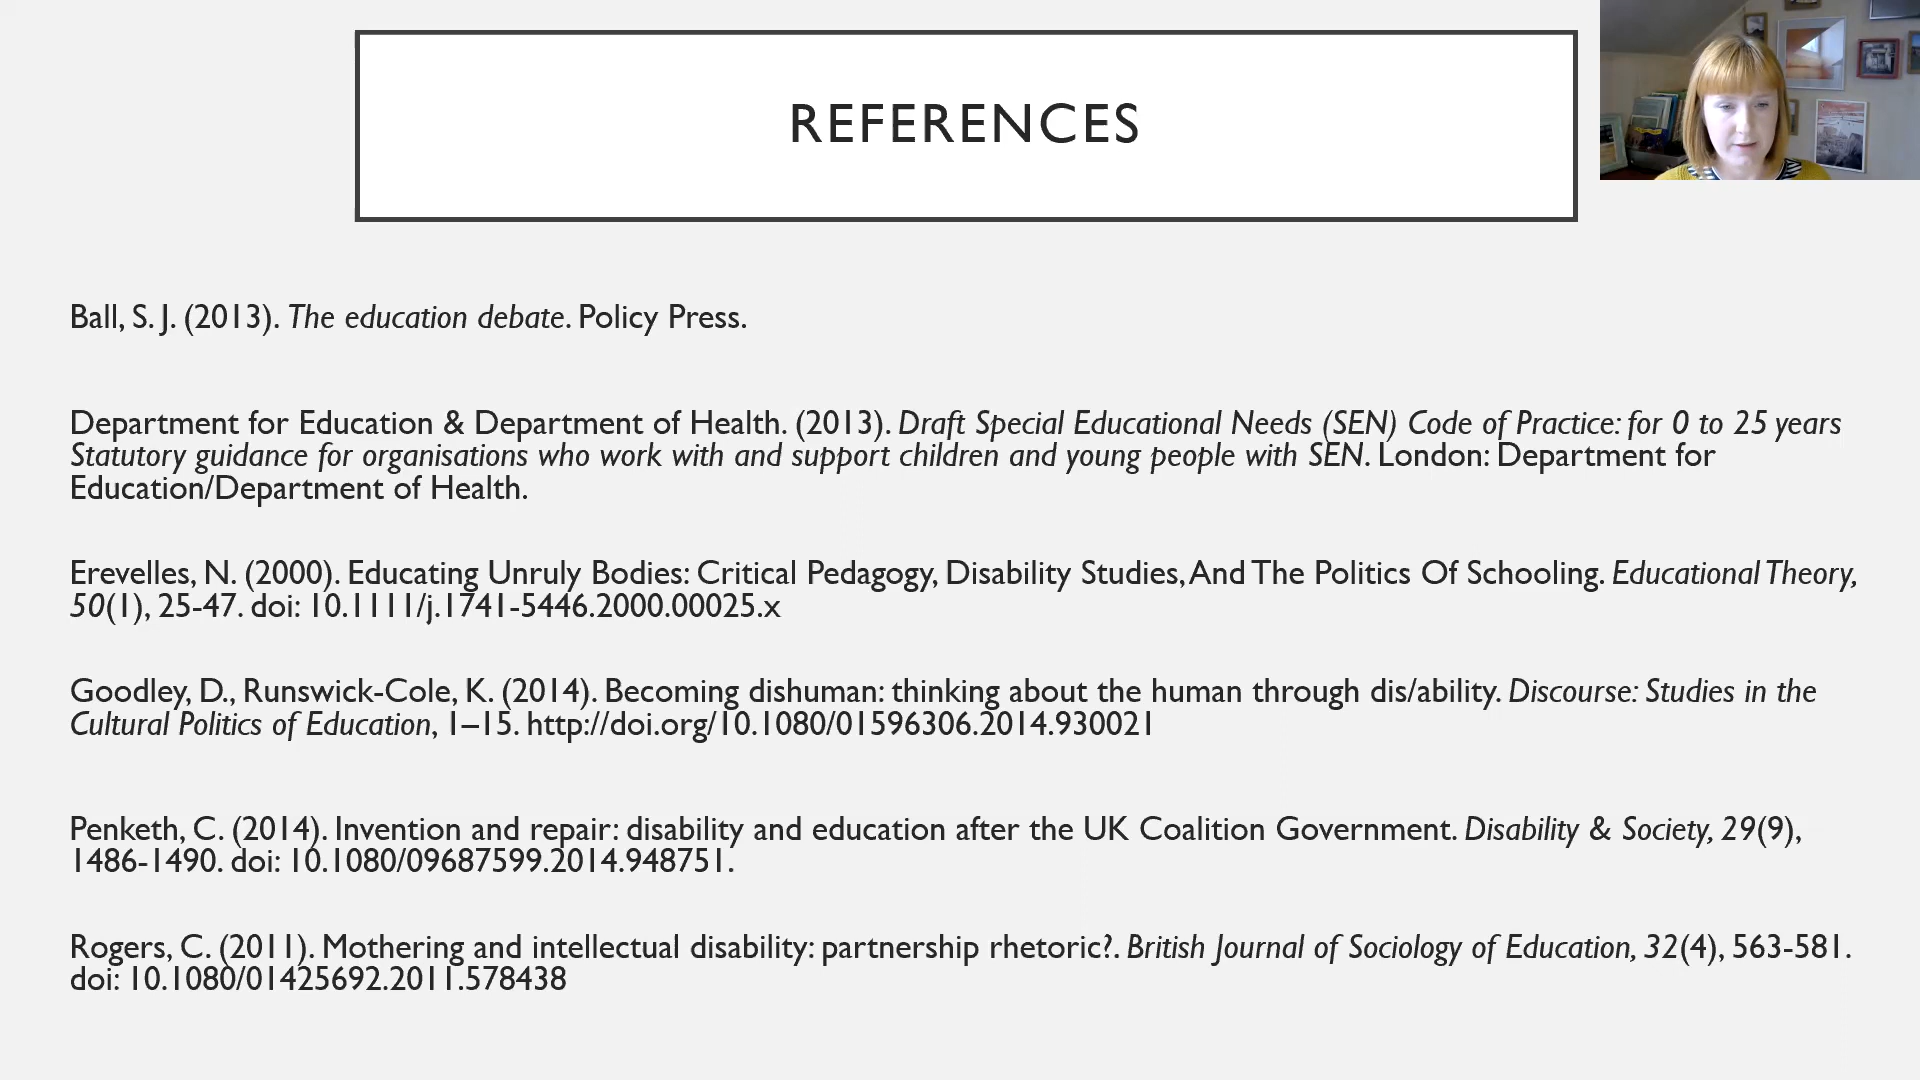 REFERENCES
Ball, S. J. (2013). The education debate. Policy Press.
Department for Education & Department of Health. (2013). Draft Special Educational Needs (SEN) Code of Practice: for 0 to 25 years
Statutory guidance for organisations who work with and support children and young people with SEN. London: Department for
Education/Department of Health.
Erevelles, N. (2000). Educating Unruly Bodies: Critical Pedagogy, Disability Studies, And The Politics Of Schooling. Educational Theory,
50(1), 25-47. doi: 10.1111/j.1741-5446.2000.00025.x
Goodley, D., Runswick-Cole, K. (2014). Becoming dishuman: thinking about the human through dis/ability. Discourse: Studies in the
Cultural Politics of Education, 1–15. http://doi.org/10.1080/01596306.2014.930021
Penketh, C. (2014). Invention and repair: disability and education after the UK Coalition Government. Disability & Society, 29(9),
1486-1490. doi: 10.1080/09687599.2014.948751.
Rogers, C. (2011). Mothering and intellectual disability: partnership rhetoric?. British Journal of Sociology of Education, 32(4), 563-581.
doi: 10.1080/01425692.2011.578438